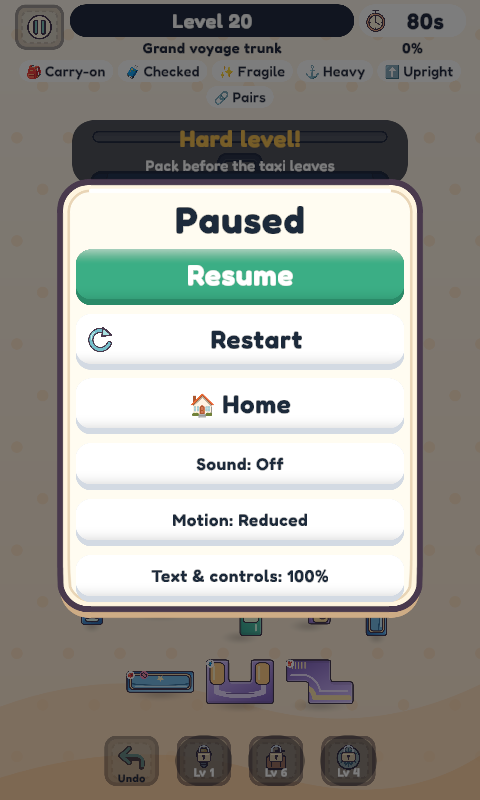 Level 20
80s
Grand voyage trunk
0%
Carry-on
Checked
Fragile
Heavy
Upright
Pairs
Hard level!
Pack before the taxi leaves
Paused
Resume
Restart
Home
Sound: Off
Motion: Reduced
Text & controls: 100%
Undo
Lv 1
Lv 6
Lv 4